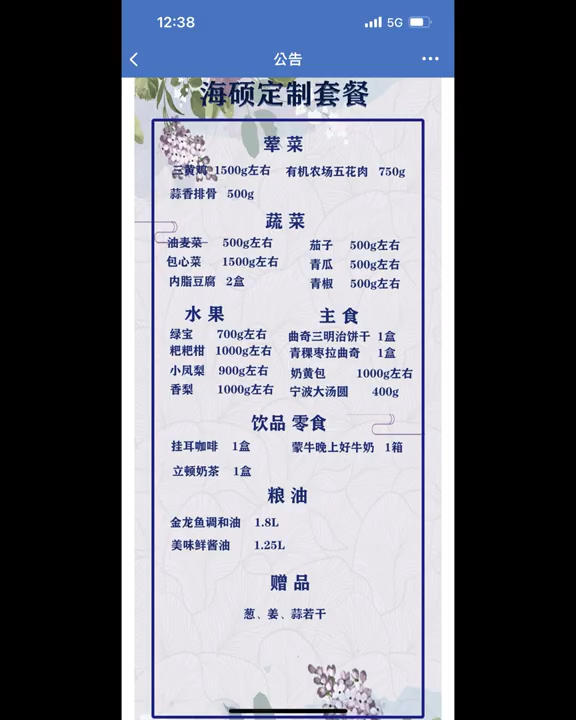 12:38
5G
公告
海硕定制套餐
荤菜
三黄鸡 1500g左右 有机农场五花肉 750g
蒜香排骨 500g
蔬菜
油麦菜 500g左右 茄子 500g左右
包心菜 1500g左右 青瓜 500g左右
内脂豆腐 2盒 青椒 500g左右
水果 主食
绿宝 700g左右 曲奇三明治饼干 1盒
粑粑柑 1000g左右 青稞枣拉曲奇 1盒
小凤梨 900g左右 奶黄包 1000g左右
香梨 1000g左右 宁波大汤圆 400g
饮品 零食
挂耳咖啡 1盒 蒙牛晚上好牛奶 1箱
立顿奶茶 1盒
粮油
金龙鱼调和油 1.8L
美味鲜酱油 1.25L
赠品
葱、姜、蒜若干